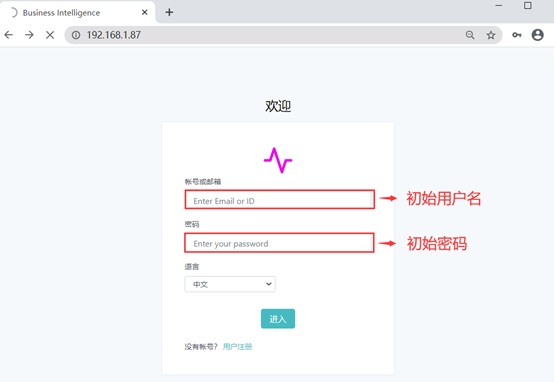 Business Intelligence
192.168.1.87
欢迎
帐号或邮箱
Enter Email or ID
初始用户名
密码
Enter your password
初始密码
语言
中文
进入
没有帐号? 用户注册